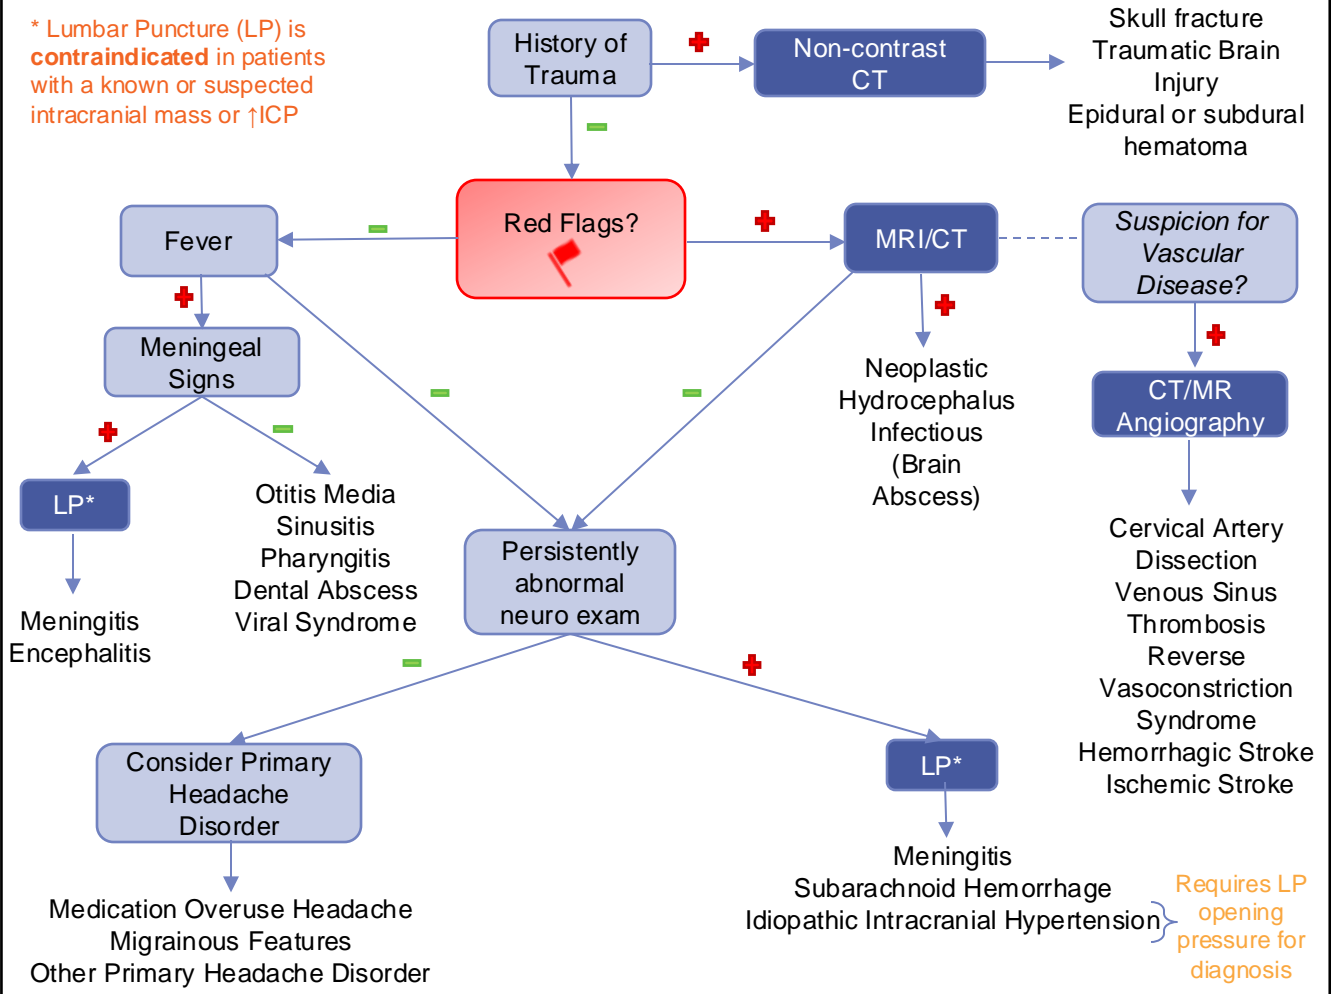 * Lumbar Puncture (LP) is
contraindicated in patients
with a known or suspected
intracranial mass or ↑ICP
History of
Trauma
Non-contrast
CT
Skull fracture
Traumatic Brain
Injury
Epidural or subdural
hematoma
Fever
Red Flags?
MRI/CT
Suspicion for
Vascular
Disease?
Meningeal
Signs
Neoplastic
Hydrocephalus
Infectious
(Brain
Abscess)
CT/MR
Angiography
LP*
Otitis Media
Sinusitis
Pharyngitis
Dental Abscess
Viral Syndrome
Meningitis
Encephalitis
Persistently
abnormal
neuro exam
Cervical Artery
Dissection
Venous Sinus
Thrombosis
Reverse
Vasoconstriction
Syndrome
Hemorrhagic Stroke
Ischemic Stroke
Consider Primary
Headache
Disorder
LP*
Medication Overuse Headache
Migrainous Features
Other Primary Headache Disorder
Meningitis
Subarachnoid Hemorrhage
Idiopathic Intracranial Hypertension
Requires LP
opening
pressure for
diagnosis